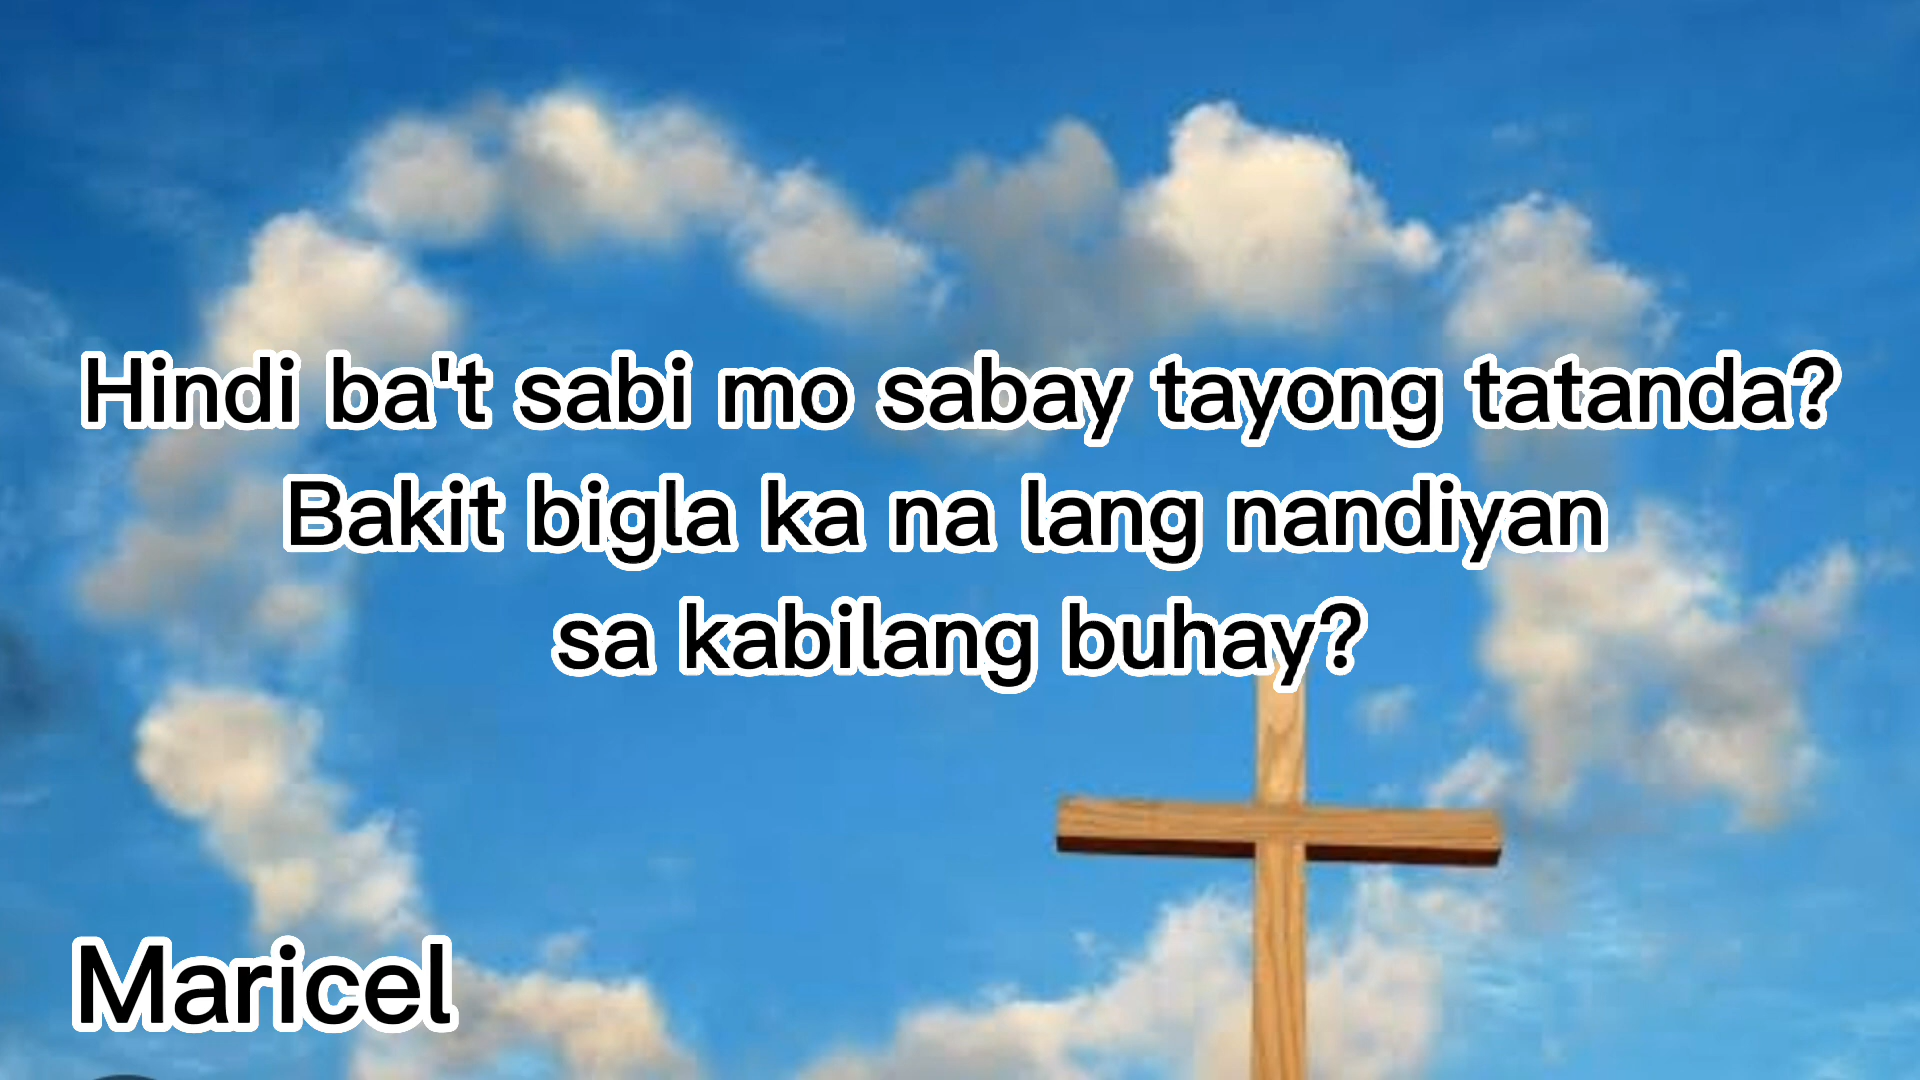 Hindi ba't sabi mo sabay tayong tatanda?
Bakit bigla ka na lang nandiyan
sa kabilang buhay?
Maricel